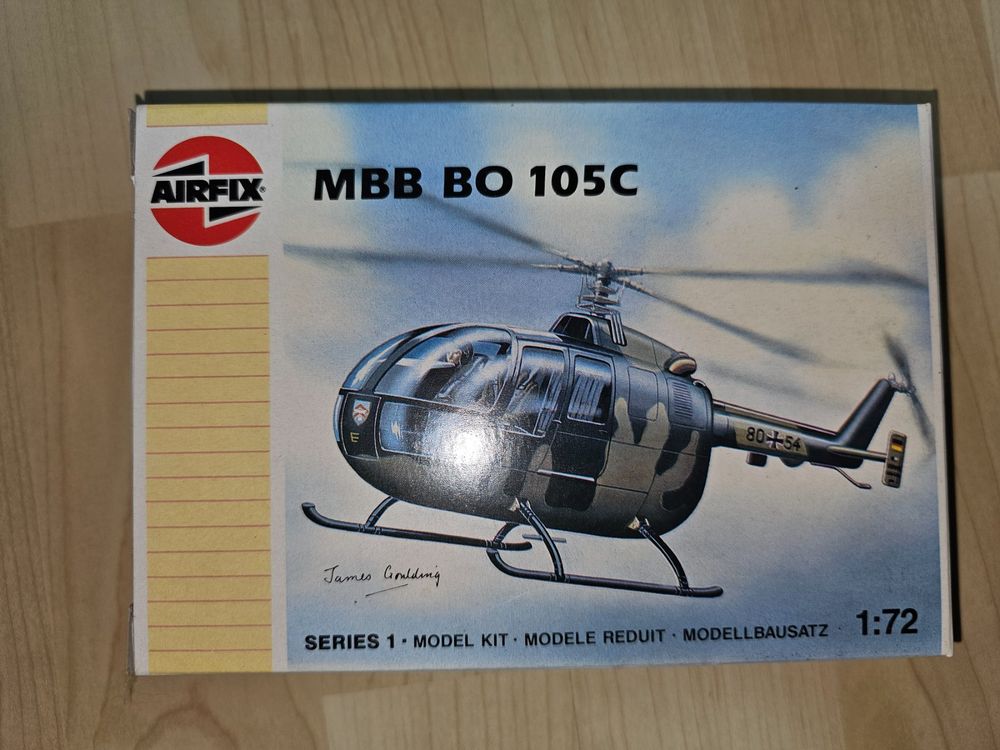 AIRFIX®
MBB BO 105C
E
80 54
James Goulding
SERIES 1 · MODEL KIT · MODELE REDUIT · MODELLBAUSATZ 1:72